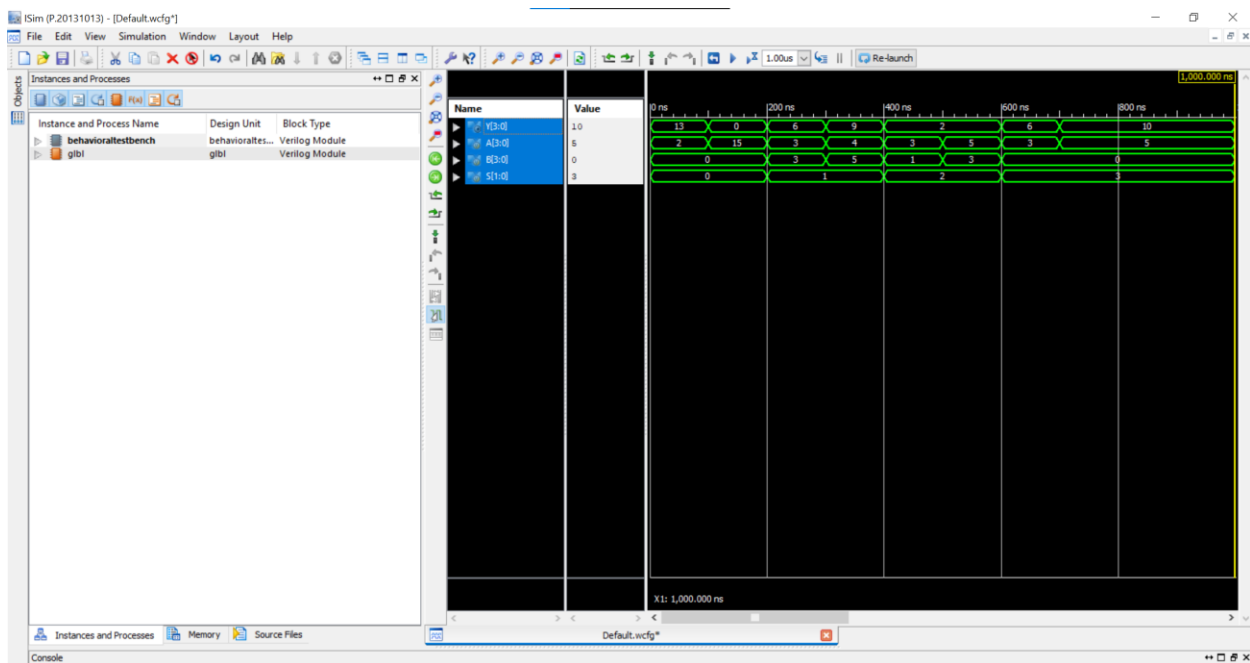 ISim (P.20131013) - [Default.wcfg*]
File Edit View Simulation Window Layout Help
1.00us Re-launch
Objects
Instances and Processes
Instance and Process Name Design Unit Block Type
behavioraltestbench behavioraltes... Verilog Module
glbl glbl Verilog Module
1,000.000 ns
Name Value 0 ns 200 ns 400 ns 600 ns 800 ns
Y[3:0] 10 13 0 6 9 2 6 10
A[3:0] 5 2 15 3 4 3 5 3 5
B[3:0] 0 0 3 5 1 3 0
S[1:0] 3 0 1 2 3
X1: 1,000.000 ns
Instances and Processes Memory Source Files
Default.wcfg*
Console